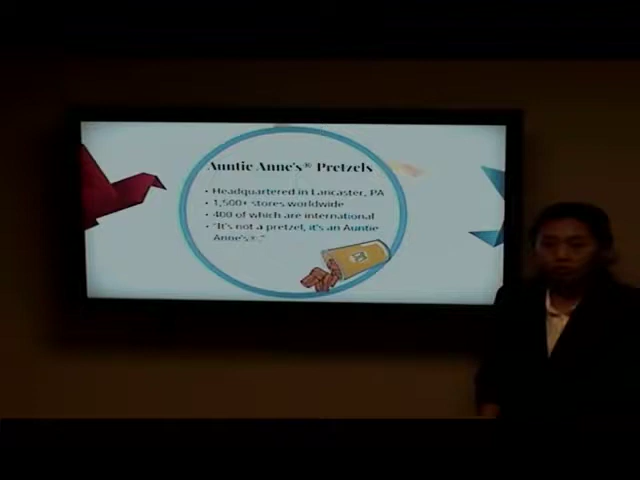 Auntie Anne's® Pretzels
• Headquartered in Lancaster, PA
• 1,500+ stores worldwide
• 400 of which are international
• "It's not a pretzel, it's an Auntie
Anne's®."